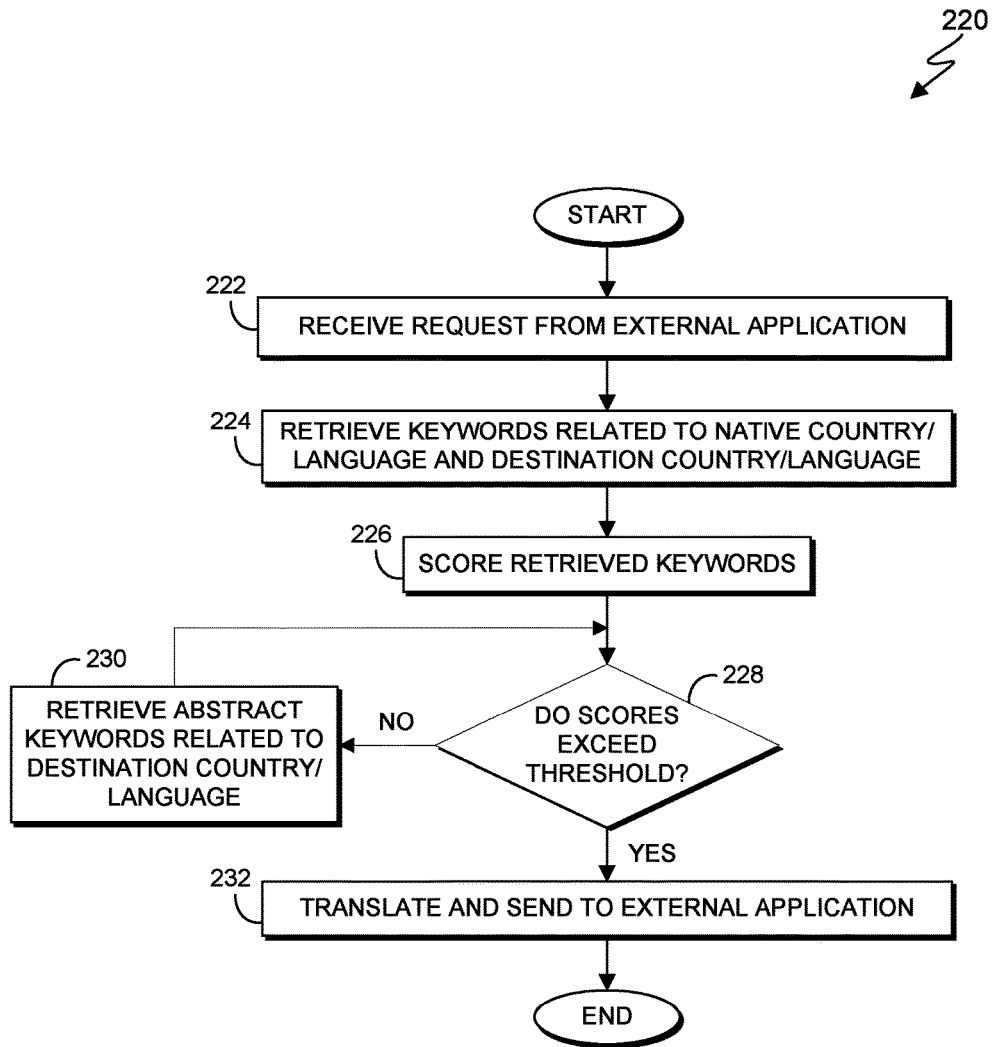 220
START
222
RECEIVE REQUEST FROM EXTERNAL APPLICATION
224
RETRIEVE KEYWORDS RELATED TO NATIVE COUNTRY/
LANGUAGE AND DESTINATION COUNTRY/LANGUAGE
226
SCORE RETRIEVED KEYWORDS
230
RETRIEVE ABSTRACT
KEYWORDS RELATED TO
DESTINATION COUNTRY/
LANGUAGE
NO
228
DO SCORES
EXCEED
THRESHOLD?
YES
232
TRANSLATE AND SEND TO EXTERNAL APPLICATION
END